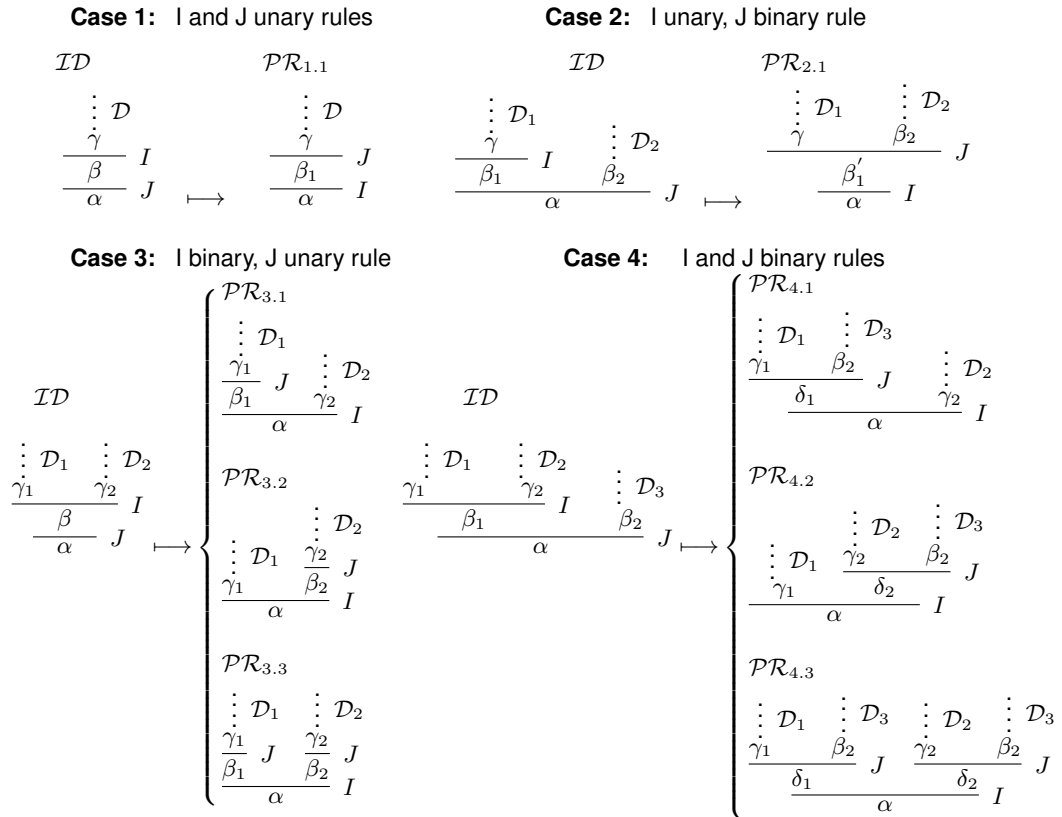 Case 1: I and J unary rules
Case 2: I unary, J binary rule
ID
PR1.1
⋮ D
γ
I
β
J
α
⟼
⋮ D
γ
J
β1
I
α
ID
PR2.1
⋮ D1
γ
I
⋮ D2
β1
β2
J
α
⟼
⋮ D1
⋮ D2
γ
β2
J
β1′
I
α
Case 3: I binary, J unary rule
Case 4: I and J binary rules
ID
⋮ D1 ⋮ D2
γ1 γ2
I
β
J
α
⟼
PR3.1
⋮ D1
γ1
J
⋮ D2
β1 γ2
I
α
PR3.2
⋮ D2
⋮ D1
γ2
J
γ1 β2
I
α
PR3.3
⋮ D1 ⋮ D2
γ1 J γ2 J
β1 β2
I
α
ID
⋮ D1 ⋮ D2
γ1 γ2
I
⋮ D3
β1 β2
J
α
⟼
PR4.1
⋮ D1 ⋮ D3
γ1 β2
J
⋮ D2
δ1 γ2
I
α
PR4.2
⋮ D2 ⋮ D3
⋮ D1
γ2 β2
J
γ1 δ2
I
α
PR4.3
⋮ D1 ⋮ D3 ⋮ D2 ⋮ D3
γ1 β2 J γ2 β2 J
δ1 δ2
I
α